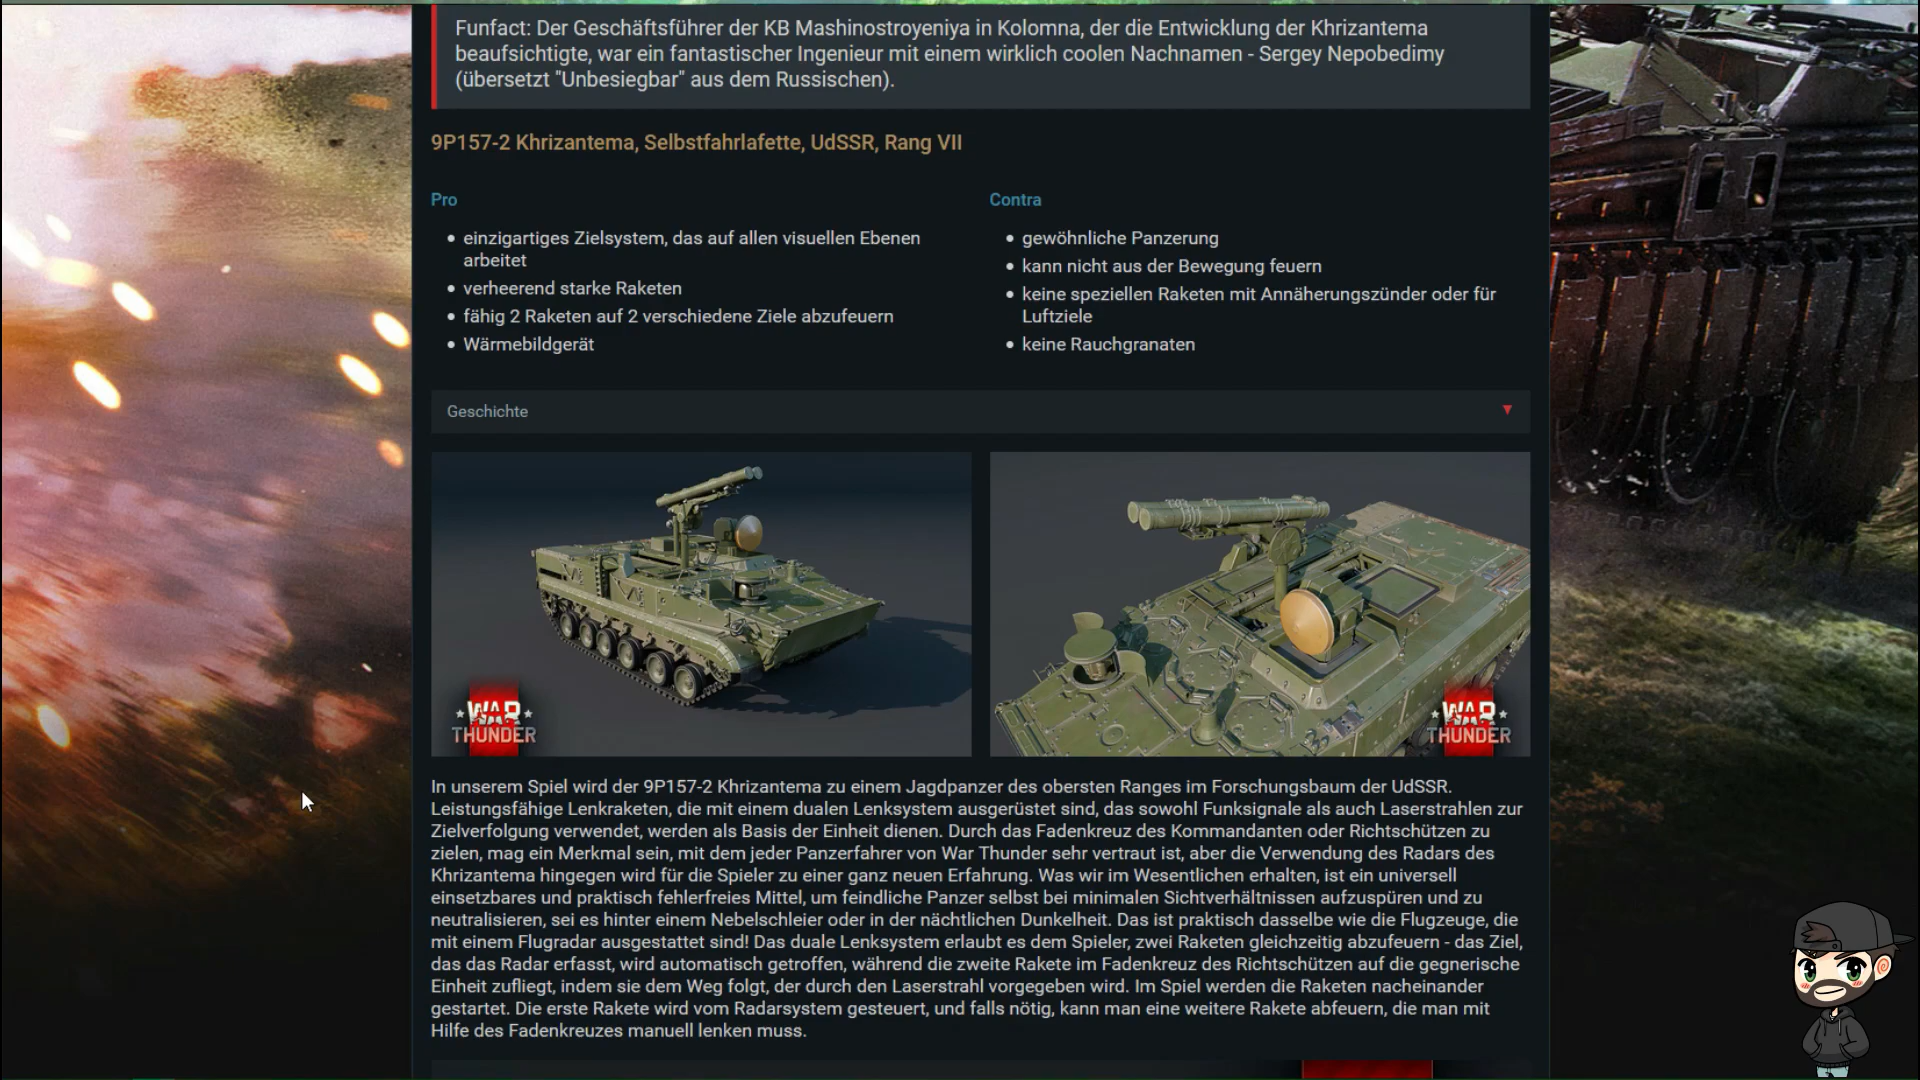 Funfact: Der Geschäftsführer der KB Mashinostroyeniya in Kolomna, der die Entwicklung der Khrizantema
beaufsichtigte, war ein fantastischer Ingenieur mit einem wirklich coolen Nachnamen - Sergey Nepobedimy
(übersetzt "Unbesiegbar" aus dem Russischen).
9P157-2 Khrizantema, Selbstfahrlafette, UdSSR, Rang VII
Pro
einzigartiges Zielsystem, das auf allen visuellen Ebenen
arbeitet
verheerend starke Raketen
fähig 2 Raketen auf 2 verschiedene Ziele abzufeuern
Wärmebildgerät
Contra
gewöhnliche Panzerung
kann nicht aus der Bewegung feuern
keine speziellen Raketen mit Annäherungszünder oder für
Luftziele
keine Rauchgranaten
Geschichte
WAR
THUNDER
WAR
THUNDER
In unserem Spiel wird der 9P157-2 Khrizantema zu einem Jagdpanzer des obersten Ranges im Forschungsbaum der UdSSR.
Leistungsfähige Lenkraketen, die mit einem dualen Lenksystem ausgerüstet sind, das sowohl Funksignale als auch Laserstrahlen zur
Zielverfolgung verwendet, werden als Basis der Einheit dienen. Durch das Fadenkreuz des Kommandanten oder Richtschützen zu
zielen, mag ein Merkmal sein, mit dem jeder Panzerfahrer von War Thunder sehr vertraut ist, aber die Verwendung des Radars des
Khrizantema hingegen wird für die Spieler zu einer ganz neuen Erfahrung. Was wir im Wesentlichen erhalten, ist ein universell
einsetzbares und praktisch fehlerfreies Mittel, um feindliche Panzer selbst bei minimalen Sichtverhältnissen aufzuspüren und zu
neutralisieren, sei es hinter einem Nebelschleier oder in der nächtlichen Dunkelheit. Das ist praktisch dasselbe wie die Flugzeuge, die
mit einem Flugradar ausgestattet sind! Das duale Lenksystem erlaubt es dem Spieler, zwei Raketen gleichzeitig abzufeuern - das Ziel,
das das Radar erfasst, wird automatisch getroffen, während die zweite Rakete im Fadenkreuz des Richtschützen auf die gegnerische
Einheit zufliegt, indem sie dem Weg folgt, der durch den Laserstrahl vorgegeben wird. Im Spiel werden die Raketen nacheinander
gestartet. Die erste Rakete wird vom Radarsystem gesteuert, und falls nötig, kann man eine weitere Rakete abfeuern, die man mit
Hilfe des Fadenkreuzes manuell lenken muss.